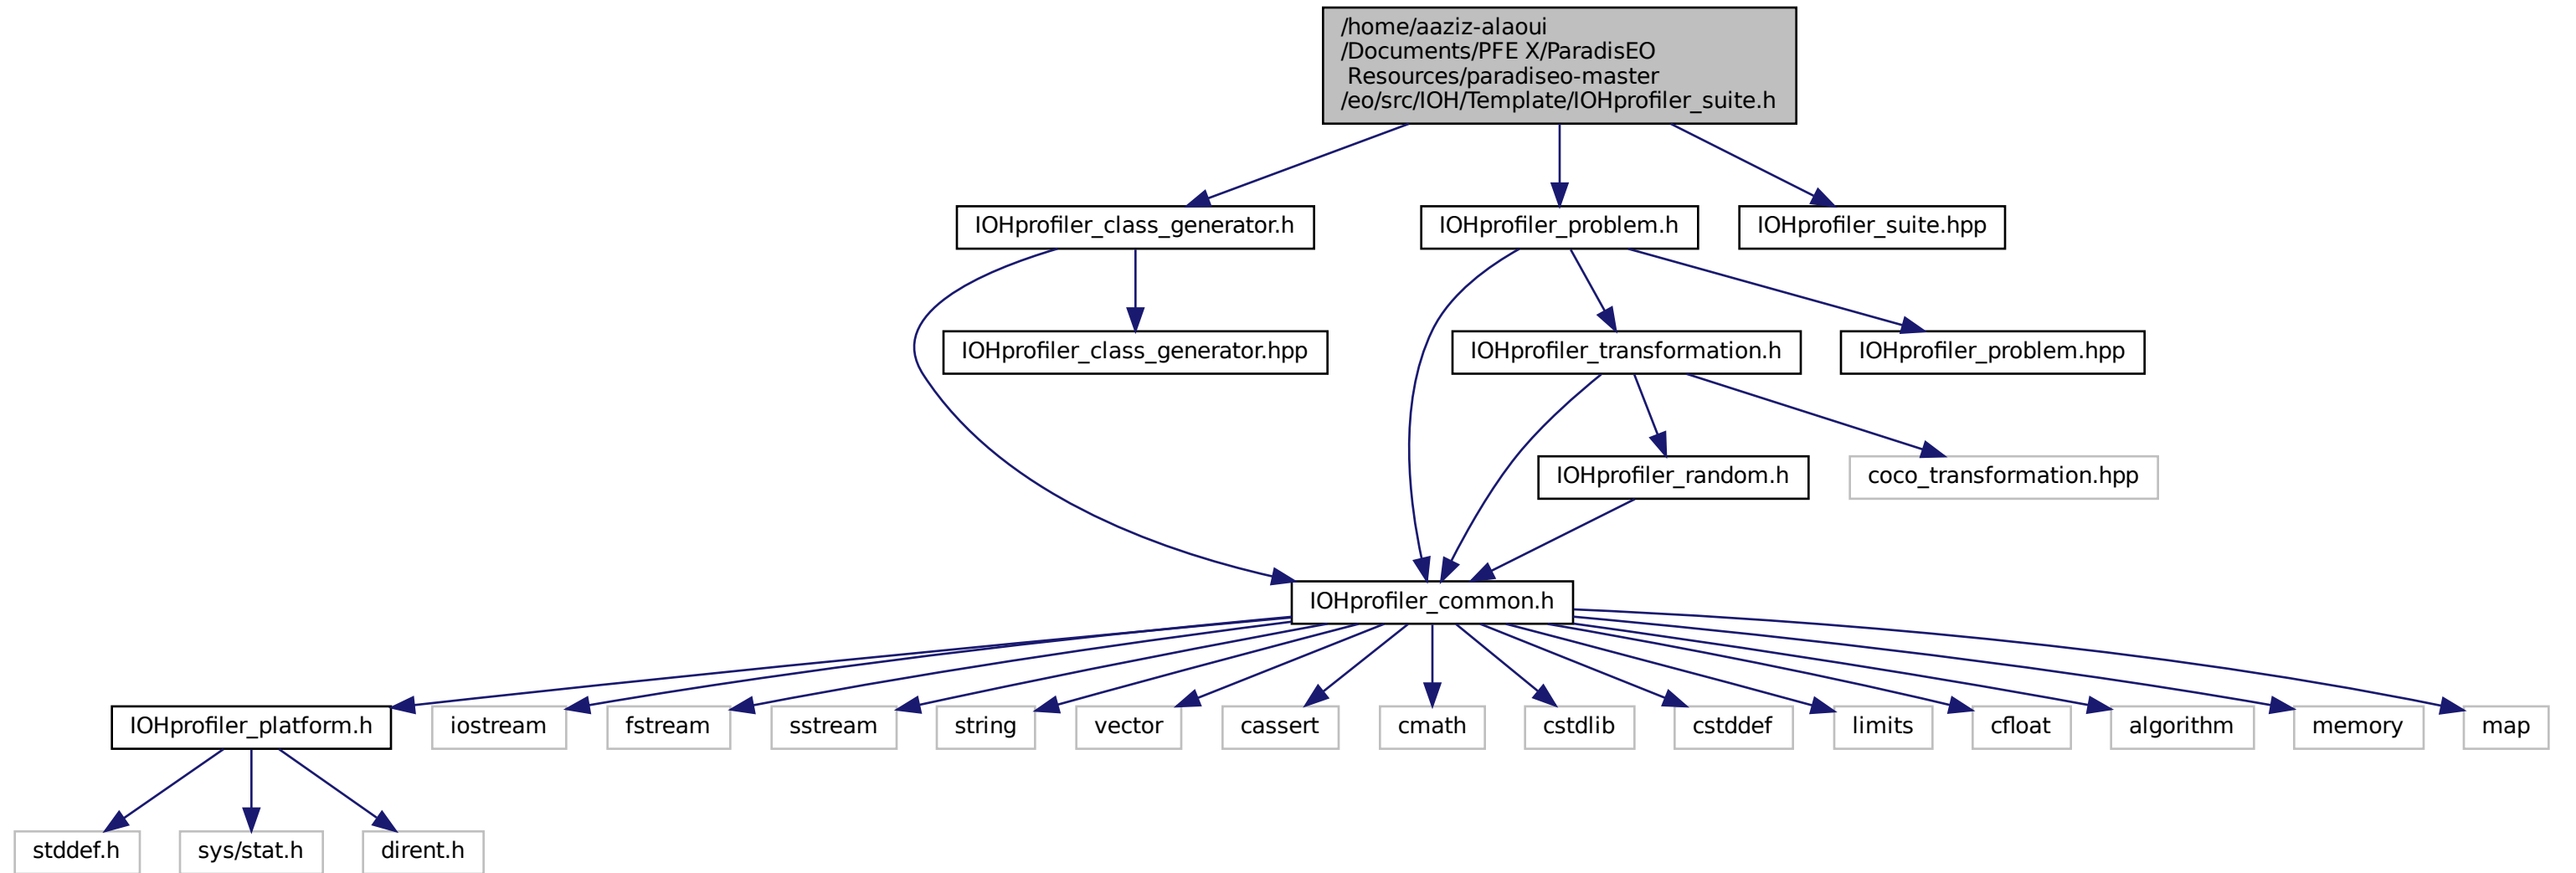 /home/aaziz-alaoui
/Documents/PFE X/ParadisEO
Resources/paradiseo-master
/eo/src/IOH/Template/IOHprofiler_suite.h
IOHprofiler_class_generator.h
IOHprofiler_problem.h
IOHprofiler_suite.hpp
IOHprofiler_class_generator.hpp
IOHprofiler_transformation.h
IOHprofiler_problem.hpp
IOHprofiler_random.h
coco_transformation.hpp
IOHprofiler_common.h
IOHprofiler_platform.h
iostream
fstream
sstream
string
vector
cassert
cmath
cstdlib
cstddef
limits
cfloat
algorithm
memory
map
stddef.h
sys/stat.h
dirent.h